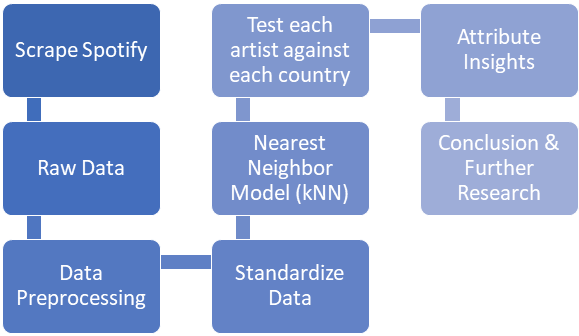 Scrape Spotify
Raw Data
Data
Preprocessing
Standardize
Data
Nearest
Neighbor
Model (kNN)
Test each
artist against
each country
Attribute
Insights
Conclusion &
Further
Research